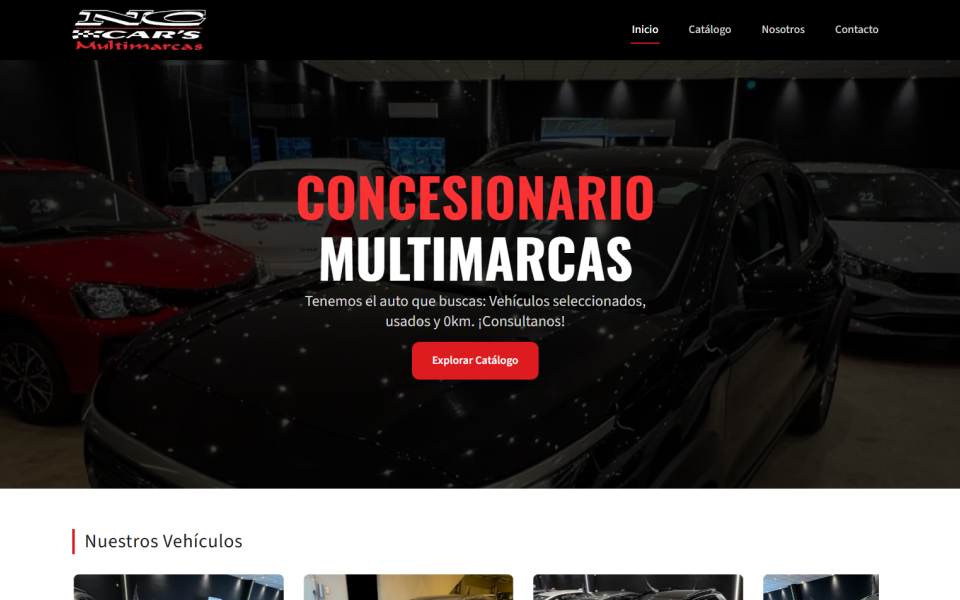 NC
CAR'S
Multimarcas
Inicio
Catálogo
Nosotros
Contacto
CONCESIONARIO
MULTIMARCAS
Tenemos el auto que buscas: Vehículos seleccionados,
usados y 0km. ¡Consultanos!
Explorar Catálogo
Nuestros Vehículos